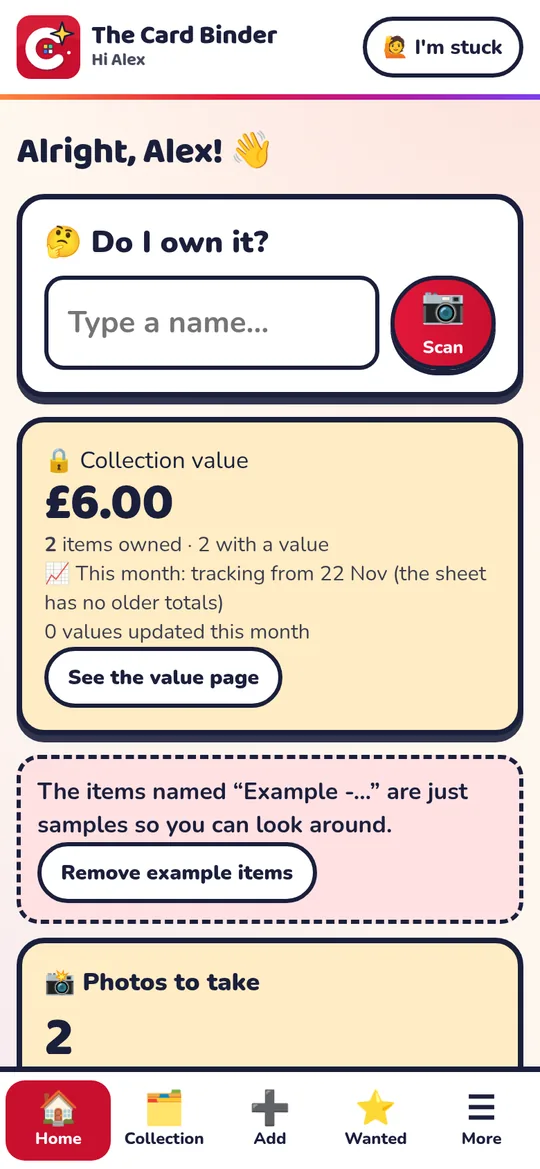 The Card Binder
Hi Alex
🙋 I'm stuck
Alright, Alex! 👋
🤔 Do I own it?
Type a name...
Scan
🔒 Collection value
£6.00
2 items owned · 2 with a value
📈 This month: tracking from 22 Nov (the sheet
has no older totals)
0 values updated this month
See the value page
The items named “Example -...” are just
samples so you can look around.
Remove example items
📸 Photos to take
2
Home
Collection
Add
Wanted
More